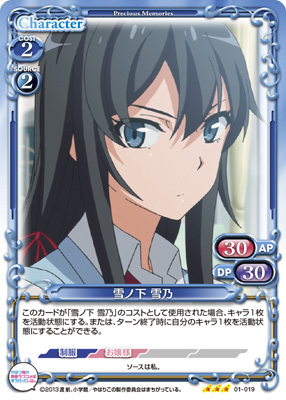 Precious Memories
Character
COST
2
SOURCE
2
雪ノ下 雪乃
30 AP
DP 30
このカードが「雪ノ下 雪乃」のコストとして使用された場合、キャラ1枚
を活動状態にする。または、ターン終了時に自分のキャラ1枚を活動状
態にすることができる。
制服 お嬢様
ソースは私。
©2013 渡 航、小学館／やはりこの製作委員会はまちがっている。
01-019